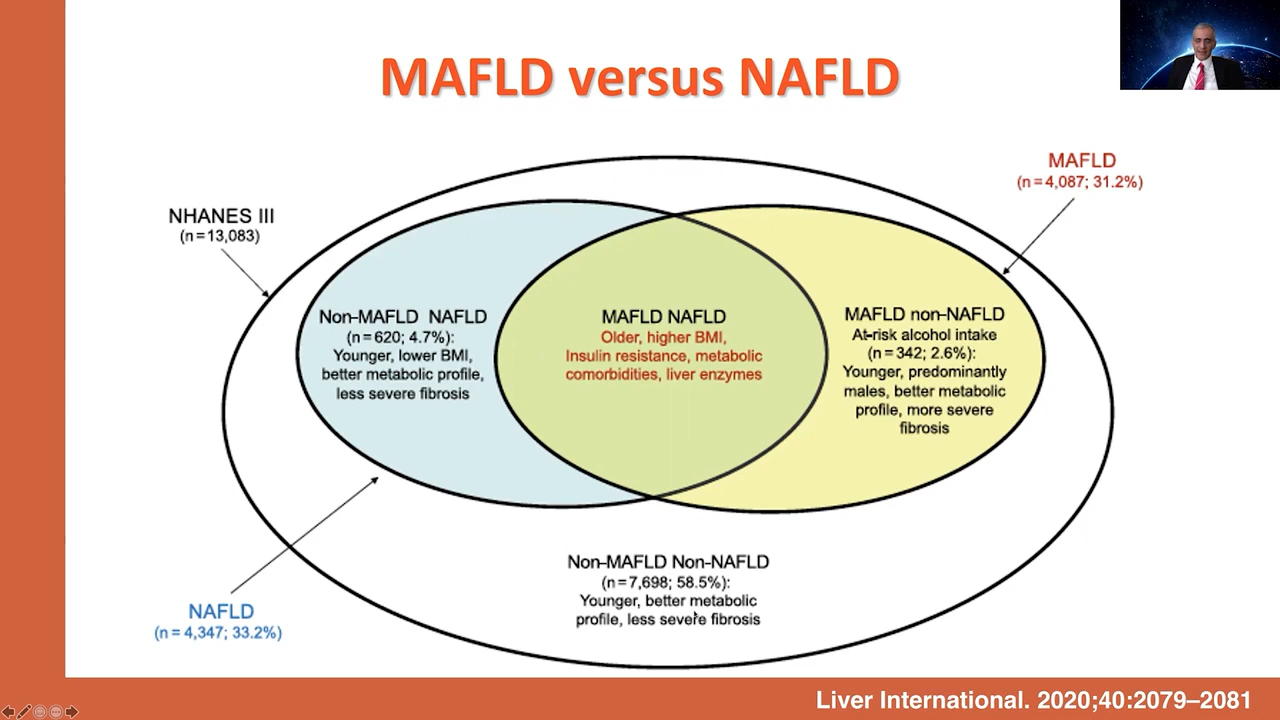 MAFLD versus NAFLD
MAFLD
(n=4,087; 31.2%)
NHANES III
(n=13,083)
Non-MAFLD NAFLD
(n=620; 4.7%):
Younger, lower BMI,
better metabolic profile,
less severe fibrosis
MAFLD NAFLD
Older, higher BMI,
Insulin resistance, metabolic
comorbidities, liver enzymes
MAFLD non-NAFLD
At-risk alcohol intake
(n=342; 2.6%):
Younger, predominantly
males, better metabolic
profile, more severe
fibrosis
Non-MAFLD Non-NAFLD
(n=7,698; 58.5%):
Younger, better metabolic
profile, less severe fibrosis
NAFLD
(n=4,347; 33.2%)
Liver International. 2020;40:2079–2081